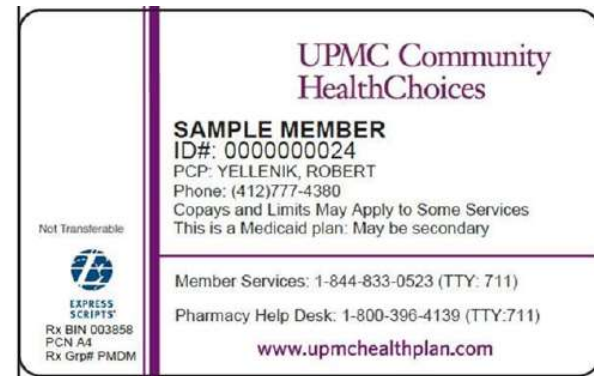 UPMC Community
HealthChoices
SAMPLE MEMBER
ID#: 0000000024
PCP: YELLENIK, ROBERT
Phone: (412)777-4380
Copays and Limits May Apply to Some Services
This is a Medicaid plan: May be secondary
Not Transferable
EXPRESS
SCRIPTS®
Rx BIN 003858
PCN A4
Rx Grp# PMDM
Member Services: 1-844-833-0523 (TTY: 711)
Pharmacy Help Desk: 1-800-396-4139 (TTY:711)
www.upmchealthplan.com